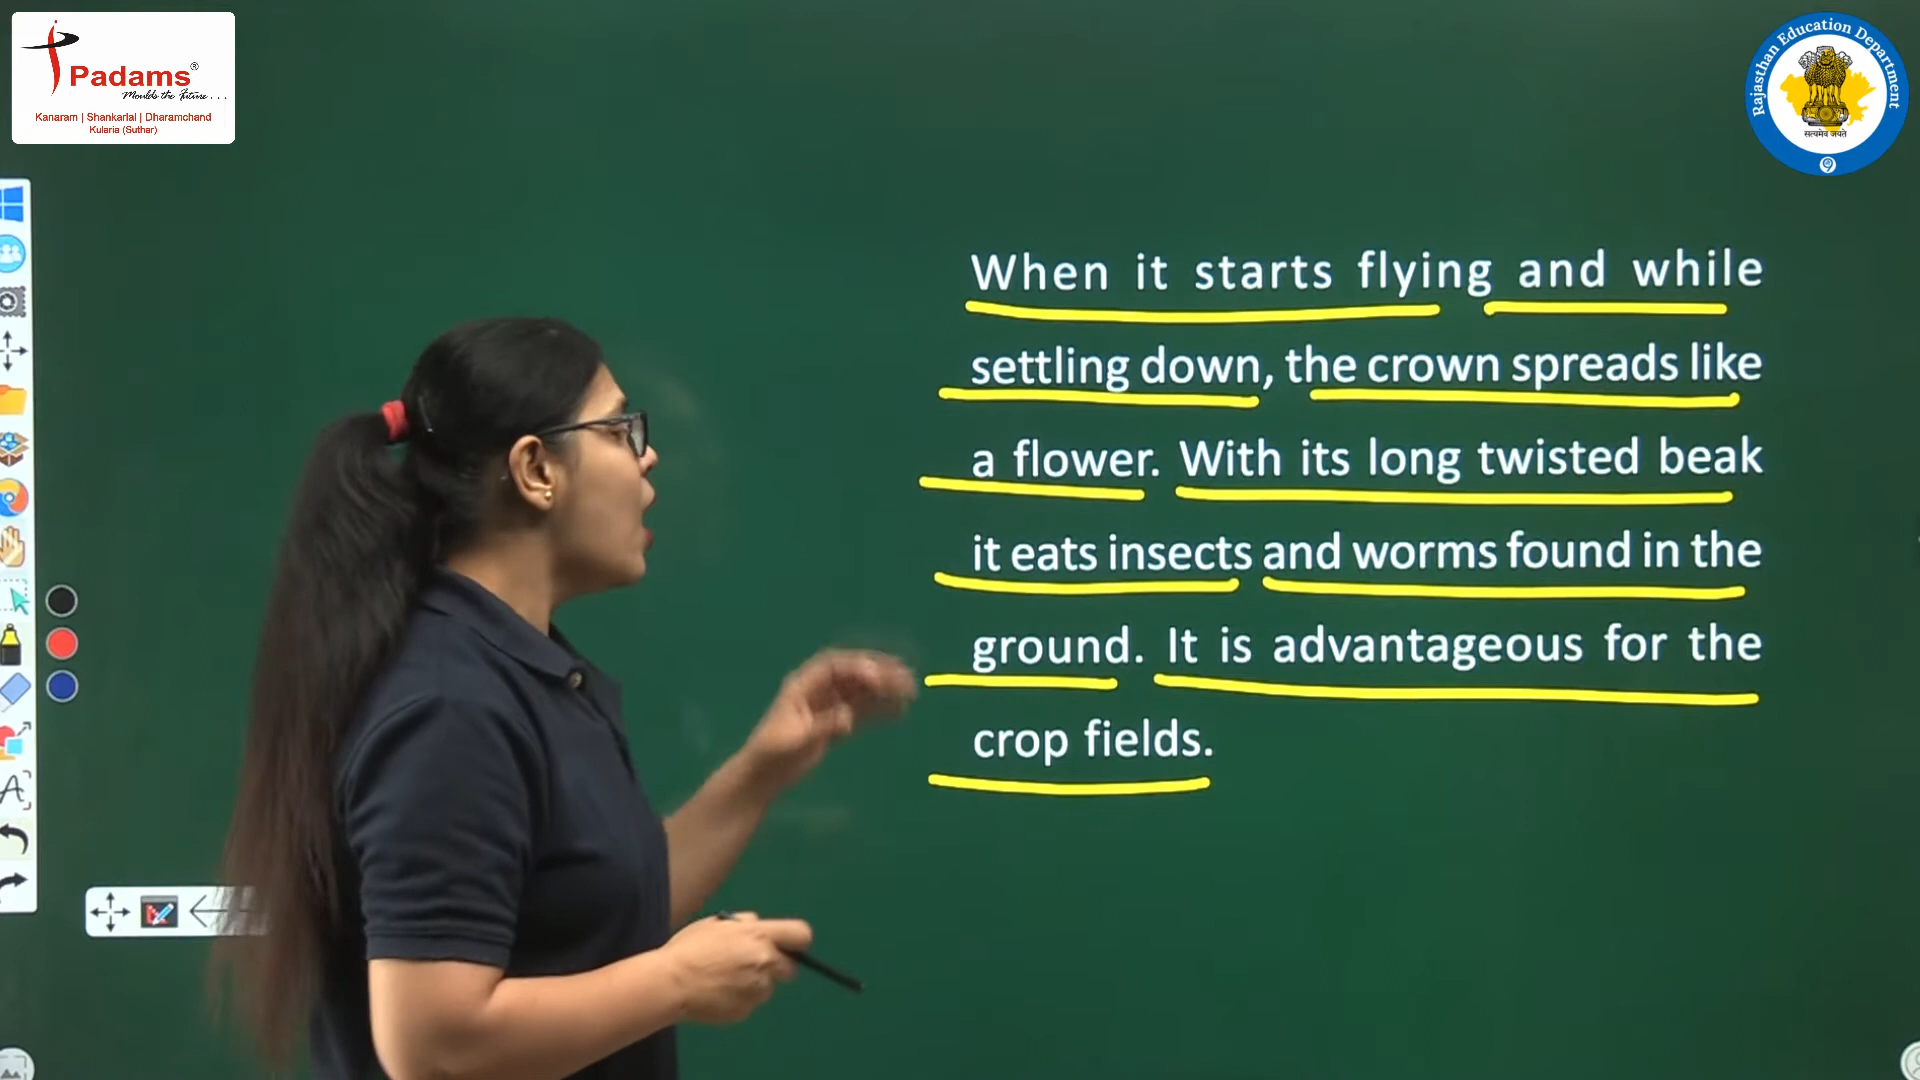 Padams®
Moulds the Future . . .
Kanaram | Shankarlal | Dharamchand
Kularia (Suthar)
Rajasthan Education Department
सत्यमेव जयते
When it starts flying and while
settling down, the crown spreads like
a flower. With its long twisted beak
it eats insects and worms found in the
ground. It is advantageous for the
crop fields.